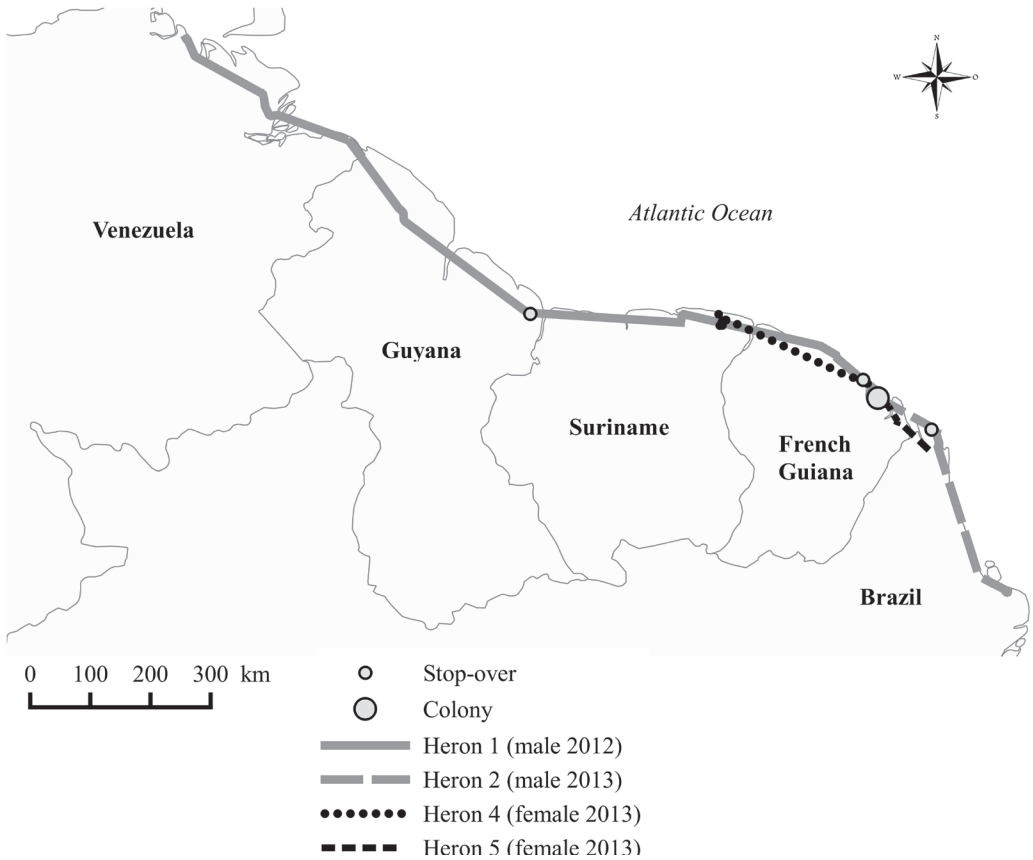 N
W
O
S
Atlantic Ocean
Venezuela
Guyana
Suriname
French
Guiana
Brazil
0 100 200 300 km
Stop-over
Colony
Heron 1 (male 2012)
Heron 2 (male 2013)
Heron 4 (female 2013)
Heron 5 (female 2013)